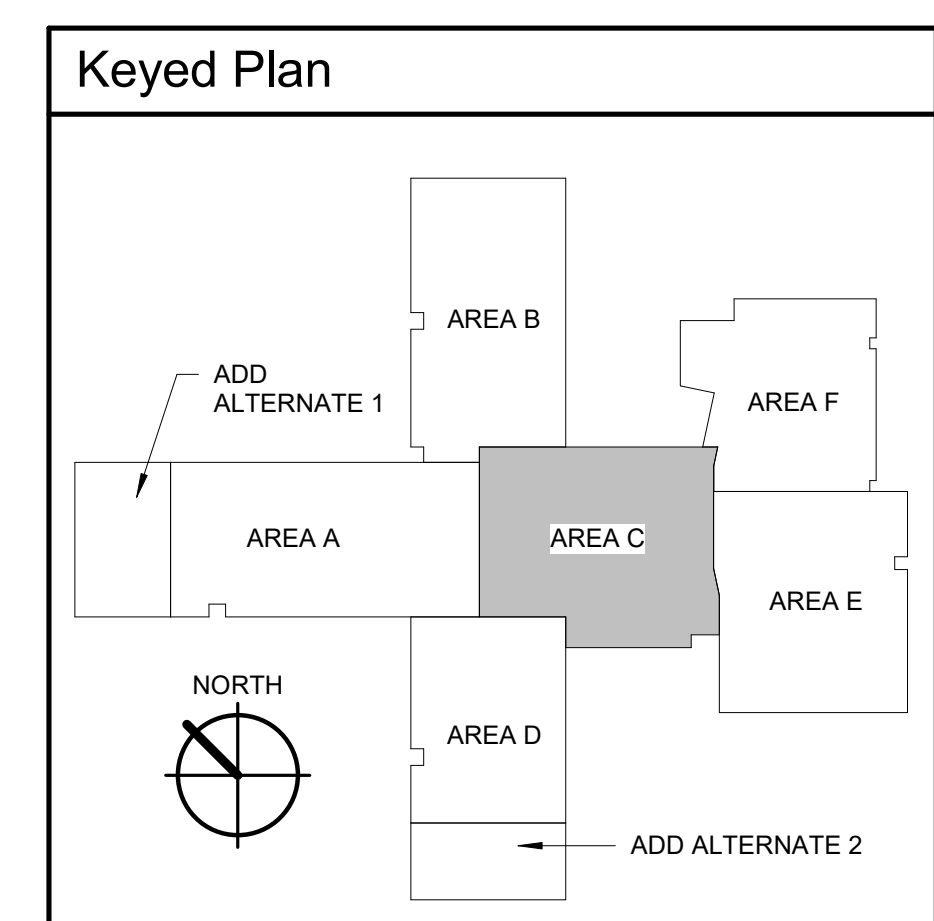 Keyed Plan
AREA B
ADD
ALTERNATE 1
AREA F
AREA A
AREA C
AREA E
NORTH
AREA D
ADD ALTERNATE 2